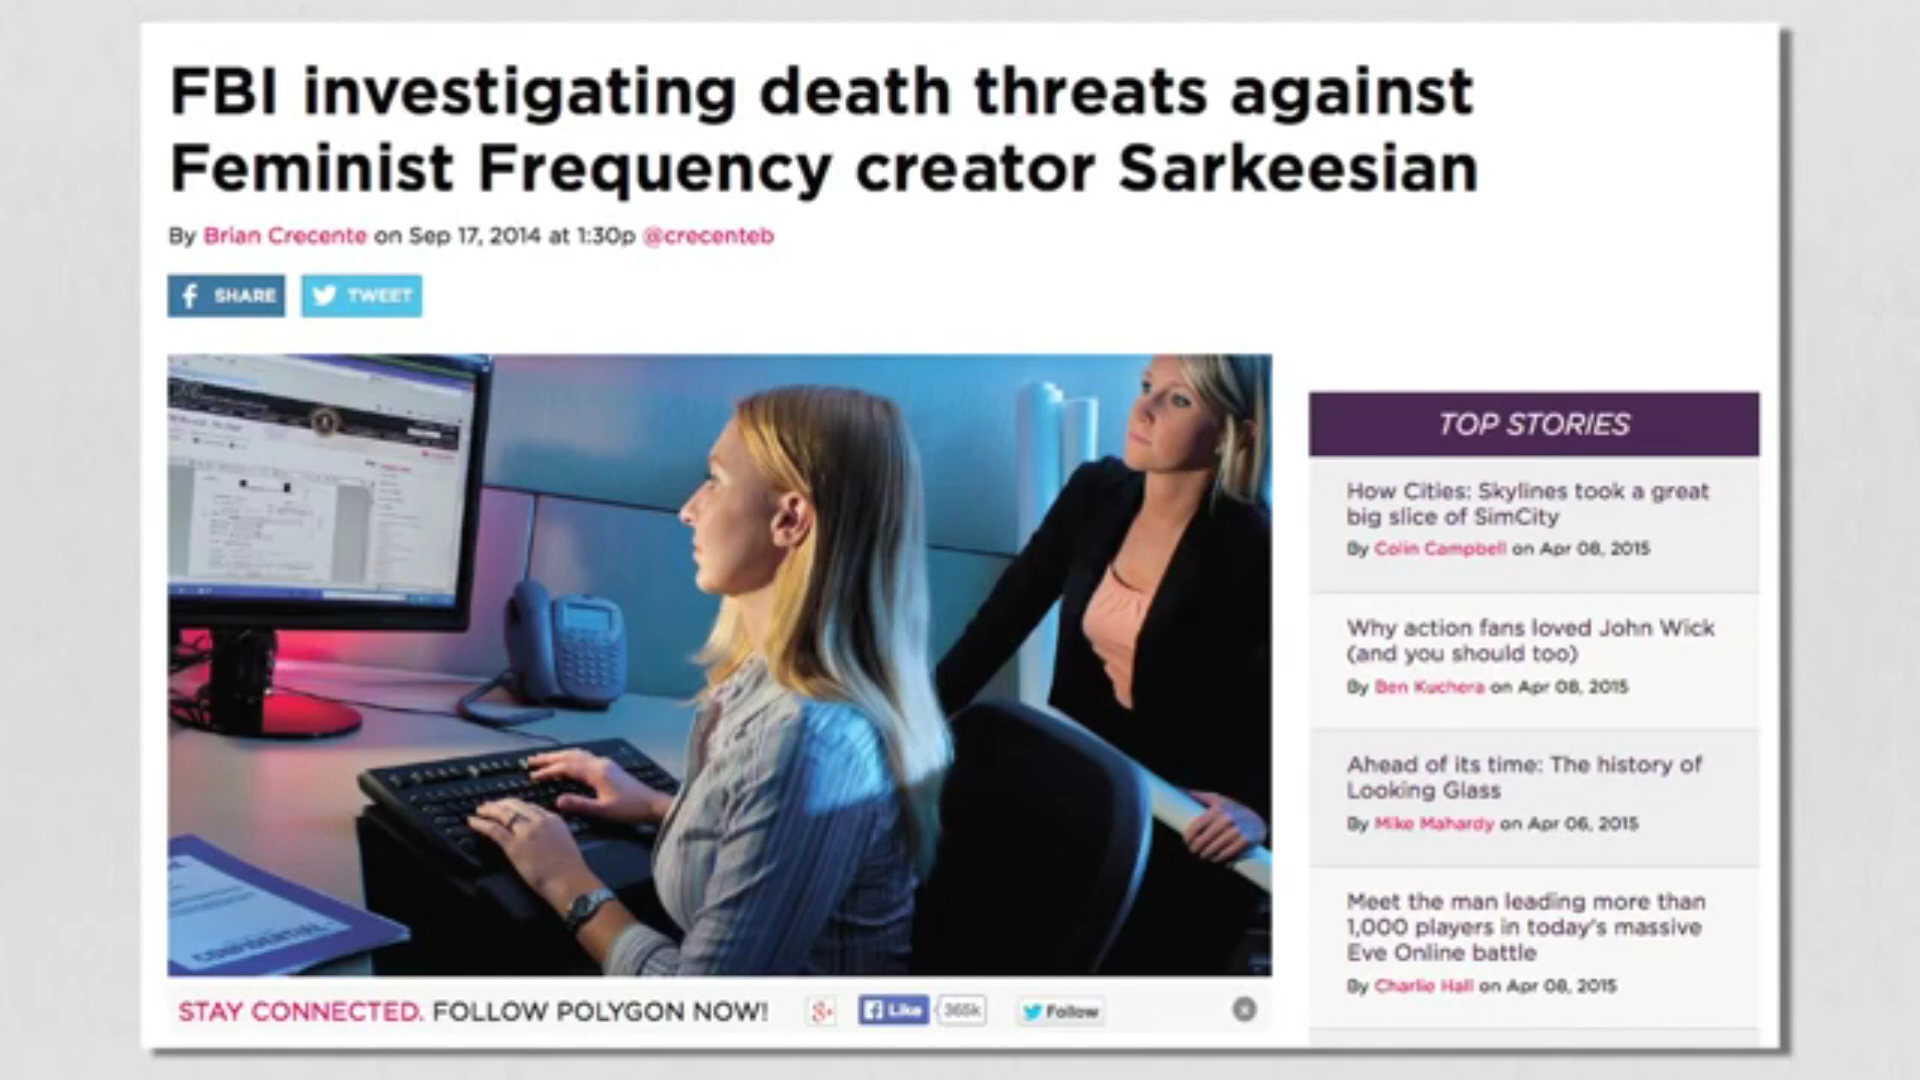 FBI investigating death threats against
Feminist Frequency creator Sarkeesian
By Brian Crecente on Sep 17, 2014 at 1:30p @crecenteb
SHARE
TWEET
CONFIDENTIAL
TOP STORIES
How Cities: Skylines took a great
big slice of SimCity
By Colin Campbell on Apr 08, 2015
Why action fans loved John Wick
(and you should too)
By Ben Kuchera on Apr 08, 2015
Ahead of its time: The history of
Looking Glass
By Mike Mahardy on Apr 06, 2015
Meet the man leading more than
1,000 players in today's massive
Eve Online battle
By Charlie Hall on Apr 08, 2015
STAY CONNECTED. FOLLOW POLYGON NOW!
g+
Like
365k
Follow